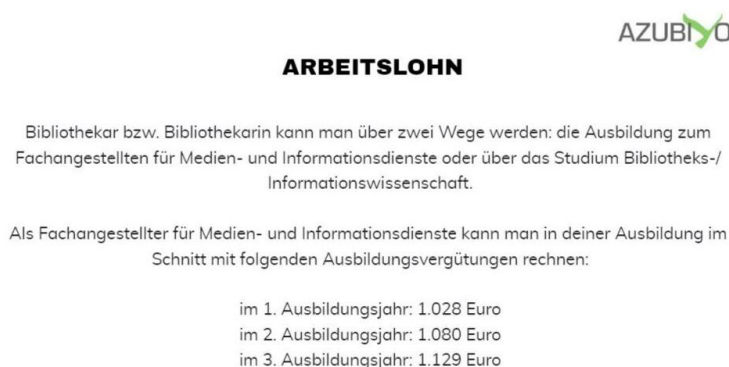 AZUBIYO
ARBEITSLOHN
Bibliothekar bzw. Bibliothekarin kann man über zwei Wege werden: die Ausbildung zum
Fachangestellten für Medien- und Informationsdienste oder über das Studium Bibliotheks-/
Informationswissenschaft.
Als Fachangestellter für Medien- und Informationsdienste kann man in deiner Ausbildung im
Schnitt mit folgenden Ausbildungsvergütungen rechnen:
im 1. Ausbildungsjahr: 1.028 Euro
im 2. Ausbildungsjahr: 1.080 Euro
im 3. Ausbildungsjahr: 1.129 Euro